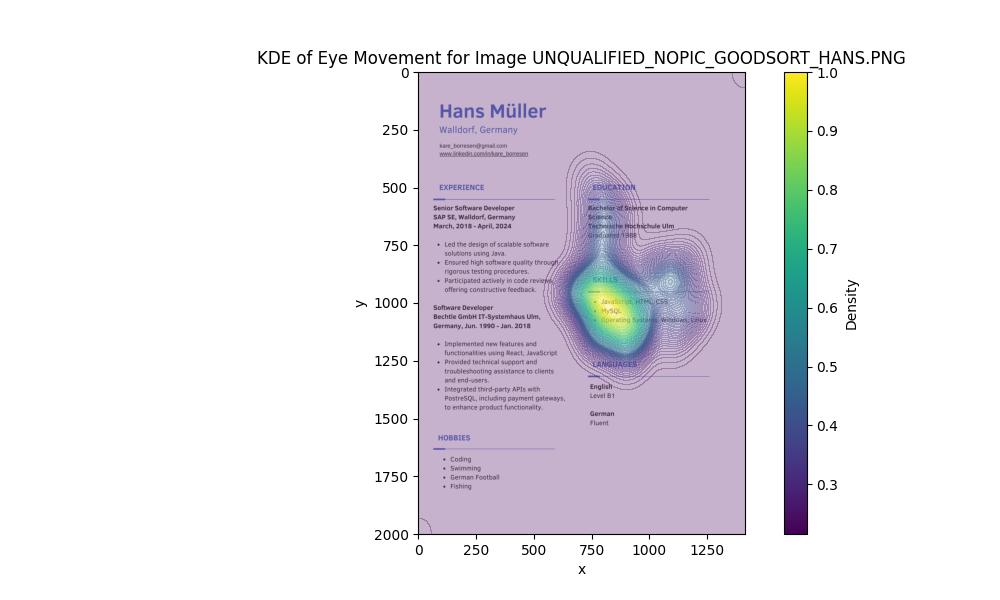 KDE of Eye Movement for Image UNQUALIFIED_NOPIC_GOODSORT_HANS.PNG
Hans Müller
Walldorf, Germany
kare_borresen@gmail.com
www.linkedin.com/in/kare_borresen
EXPERIENCE
Senior Software Developer
SAP SE, Walldorf, Germany
March, 2018 - April, 2024
• Led the design of scalable software
solutions using Java.
• Ensured high software quality through
rigorous testing procedures.
• Participated actively in code reviews,
offering constructive feedback.
Software Developer
Bechtle GmbH IT-Systemhaus Ulm,
Germany, Jun. 1990 - Jan. 2018
• Implemented new features and
functionalities using React, JavaScript
• Provided technical support and
troubleshooting assistance to clients
and end-users.
• Integrated third-party APIs with
PostreSQL, including payment gateways,
to enhance product functionality.
HOBBIES
• Coding
• Swimming
• German Football
• Fishing
EDUCATION
Bachelor of Science in Computer
Science
Technische Hochschule Ulm
Graduated 1988
SKILLS
• JavaScript, HTML, CSS
• MySQL
• Operating Systems: Windows, Linux
LANGUAGES
English
Level B1
German
Fluent
0
250
500
750
1000
1250
1500
1750
2000
y
0 250 500 750 1000 1250
x
1.0
0.9
0.8
0.7
0.6
0.5
0.4
0.3
Density